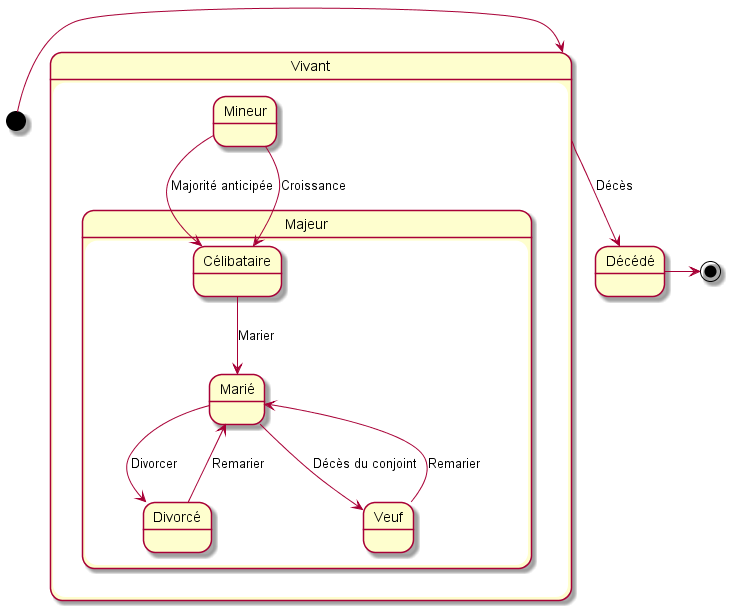 Vivant
Mineur
Majorité anticipée
Croissance
Décès
Majeur
Célibataire
Décédé
Marier
Marié
Divorcer
Remarier
Décès du conjoint
Remarier
Divorcé
Veuf